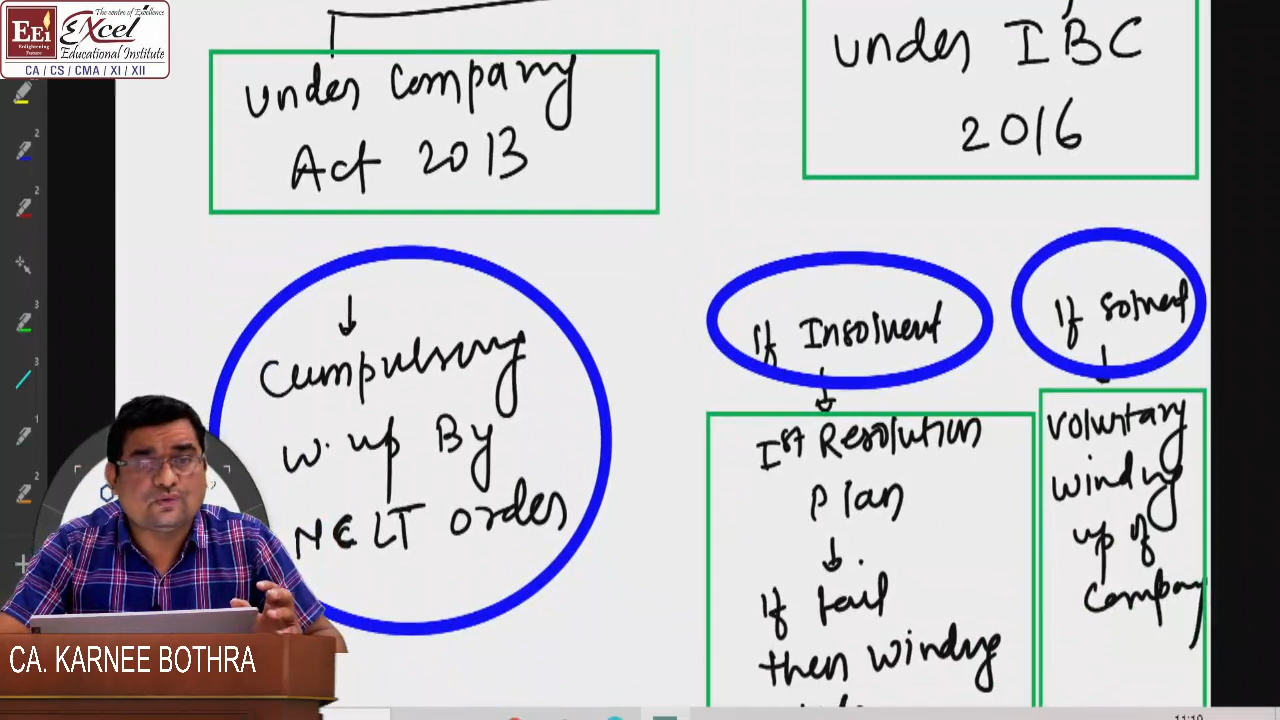 The centre of Excellence
EEi
Enlightening
Future
Excel
Educational Institute
CA / CS / CMA / XI / XII
under Company
Act 2013
under IBC
2016
↓
Cumpulsory
w. up By
NCLT order
If Insolvent
↓
Ist Resolution
Plan
↓
If fail
then winding
If Solvent
↓
Voluntary
winding
up of
Company
CA. KARNEE BOTHRA